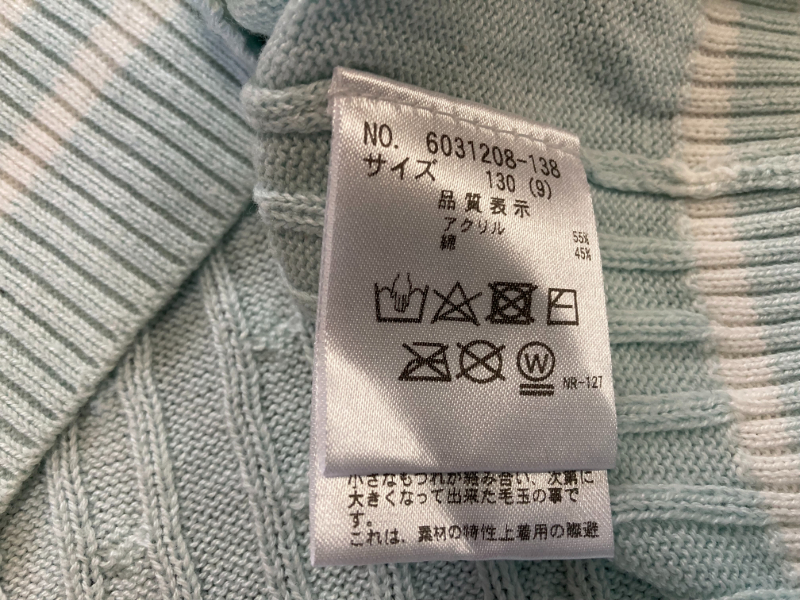 NO. 6031208-138
サイズ 130 (9)
品質表示
アクリル 55%
綿 45%
W
NR-127
小さなもつれが絡み合い、次第に
大きくなって出来た毛玉の事で
す。
これは、素材の特性上着用の際避